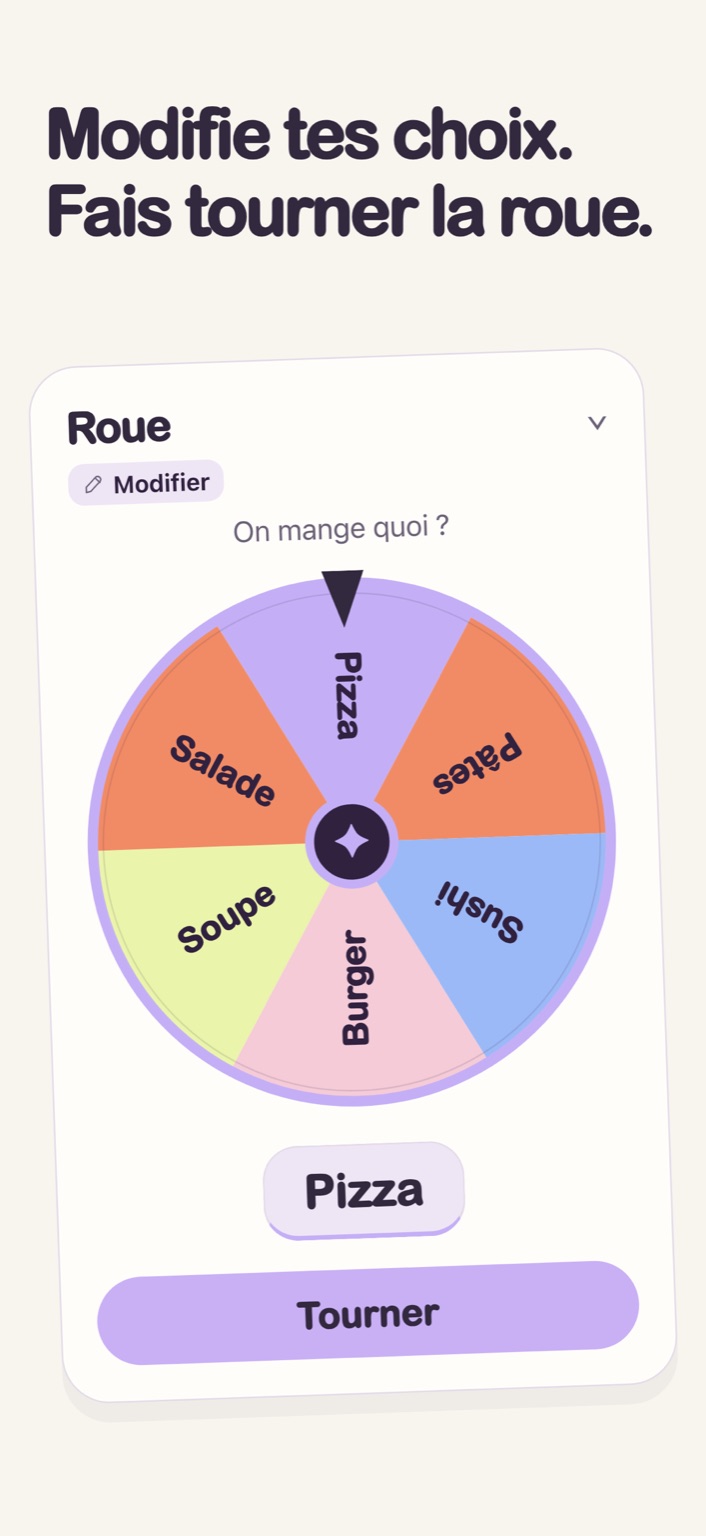 Modifie tes choix.
Fais tourner la roue.
Roue
Modifier
On mange quoi ?
Pizza
Pâtes
Salade
Sushi
Soupe
Burger
Pizza
Tourner